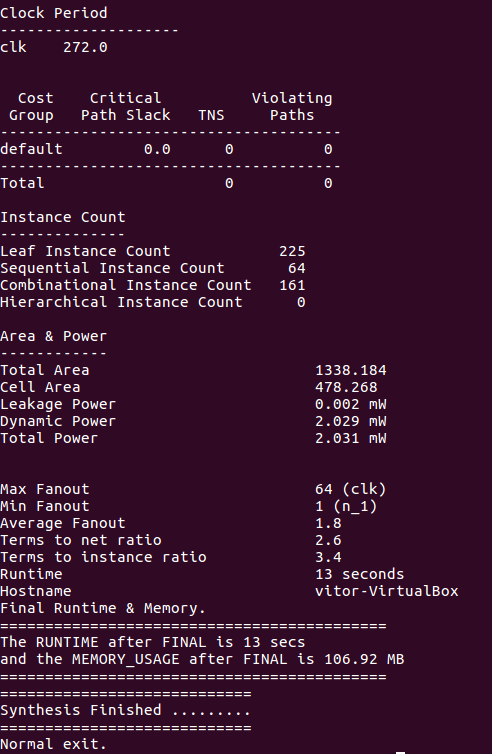 Clock Period
--------------------
clk    272.0
  Cost    Critical          Violating
 Group   Path Slack   TNS     Paths
--------------------------------------
default         0.0      0          0
--------------------------------------
Total                    0          0
Instance Count
--------------
Leaf Instance Count            225
Sequential Instance Count       64
Combinational Instance Count   161
Hierarchical Instance Count      0
Area & Power
------------
Total Area                         1338.184
Cell Area                          478.268
Leakage Power                      0.002 mW
Dynamic Power                      2.029 mW
Total Power                        2.031 mW
Max Fanout                         64 (clk)
Min Fanout                         1 (n_1)
Average Fanout                     1.8
Terms to net ratio                 2.6
Terms to instance ratio            3.4
Runtime                            13 seconds
Hostname                           vitor-VirtualBox
Final Runtime & Memory.
===========================================
The RUNTIME after FINAL is 13 secs
and the MEMORY_USAGE after FINAL is 106.92 MB
===========================================
============================
Synthesis Finished .........
============================
Normal exit.